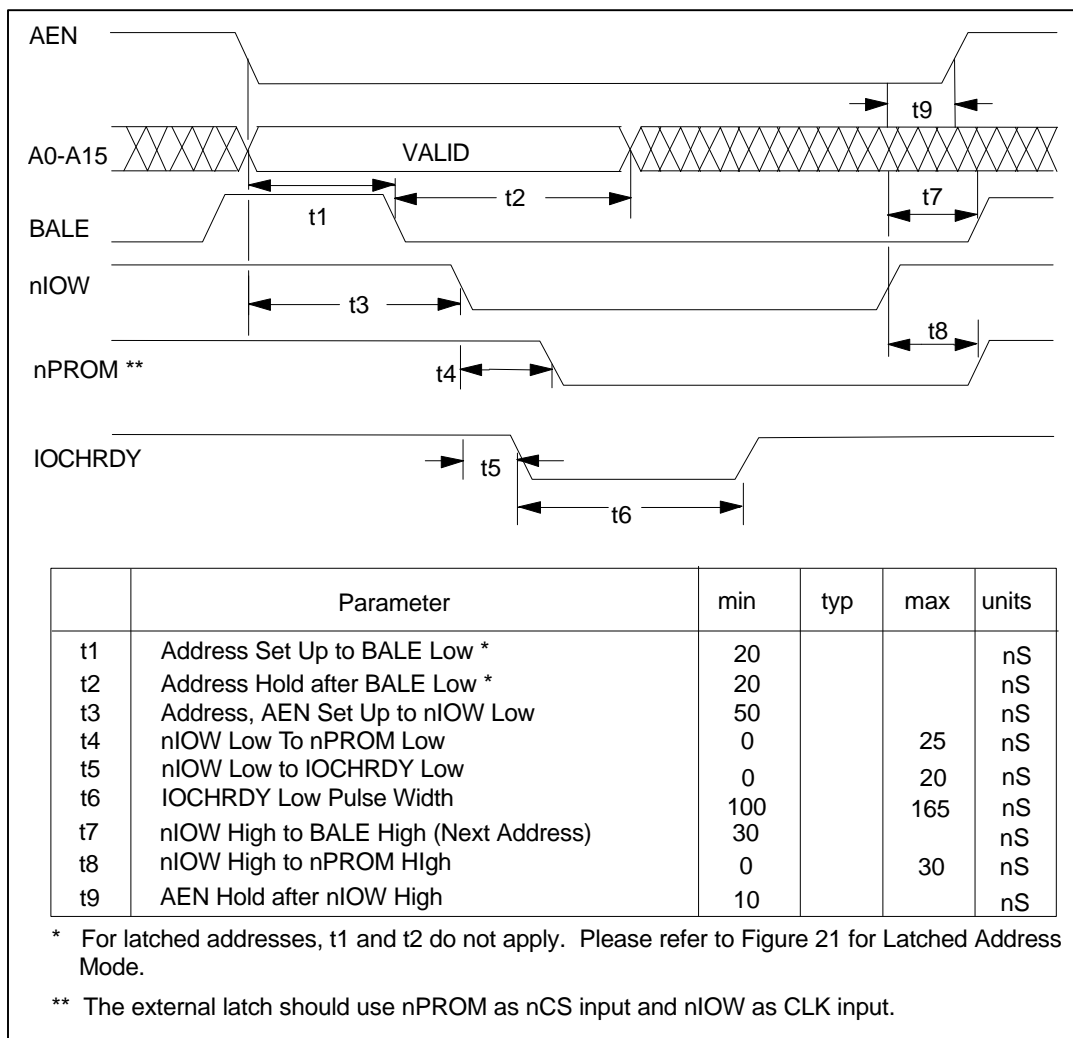 AEN
t9
A0-A15
VALID
t1
t2
t7
BALE
nIOW
t3
t8
nPROM **
t4
IOCHRDY
t5
t6
Parameter min typ max units
t1 Address Set Up to BALE Low * 20 nS
t2 Address Hold after BALE Low * 20 nS
t3 Address, AEN Set Up to nIOW Low 50 nS
t4 nIOW Low To nPROM Low 0 25 nS
t5 nIOW Low to IOCHRDY Low 0 20 nS
t6 IOCHRDY Low Pulse Width 100 165 nS
t7 nIOW High to BALE High (Next Address) 30 nS
t8 nIOW High to nPROM HIgh 0 30 nS
t9 AEN Hold after nIOW High 10 nS
* For latched addresses, t1 and t2 do not apply. Please refer to Figure 21 for Latched Address
Mode.
** The external latch should use nPROM as nCS input and nIOW as CLK input.